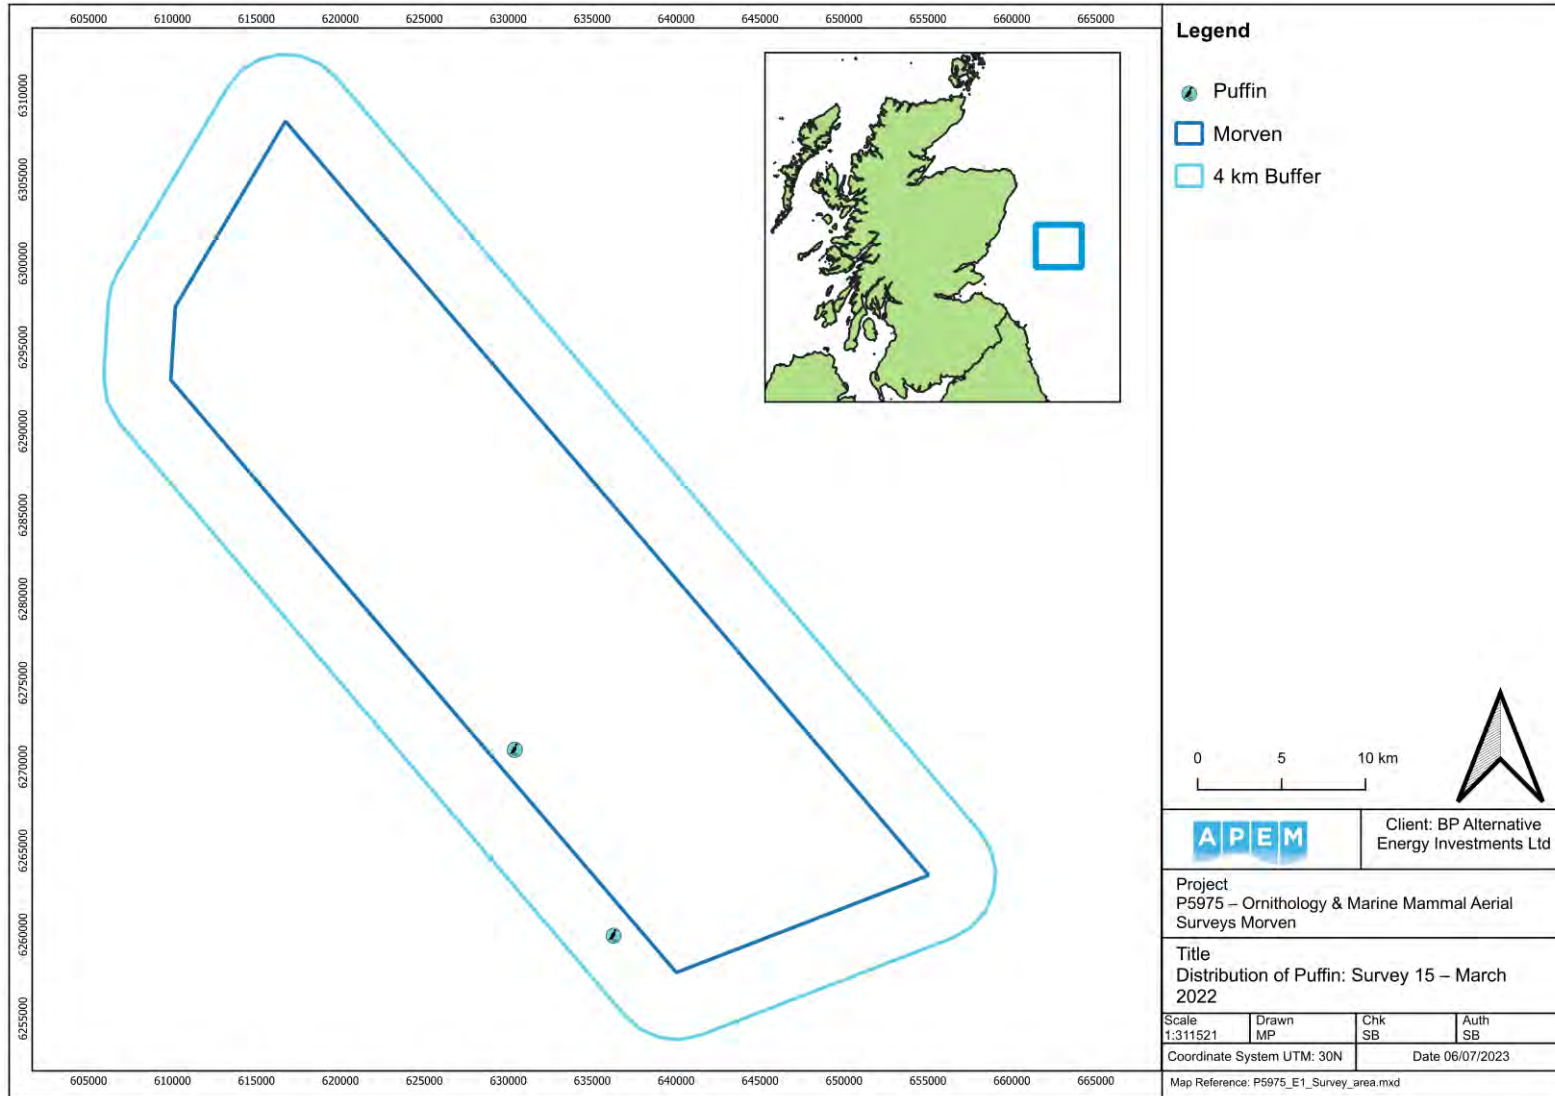 605000 610000 615000 620000 625000 630000 635000 640000 645000 650000 655000 660000 665000
6310000
6305000
6300000
6295000
6290000
6285000
6280000
6275000
6270000
6265000
6260000
6255000
605000 610000 615000 620000 625000 630000 635000 640000 645000 650000 655000 660000 665000
Legend
Puffin
Morven
4 km Buffer
0 5 10 km
APEM
Client: BP Alternative
Energy Investments Ltd
Project
P5975 – Ornithology & Marine Mammal Aerial
Surveys Morven
Title
Distribution of Puffin: Survey 15 – March
2022
Scale
1:311521
Drawn
MP
Chk
SB
Auth
SB
Coordinate System UTM: 30N
Date 06/07/2023
Map Reference: P5975_E1_Survey_area.mxd